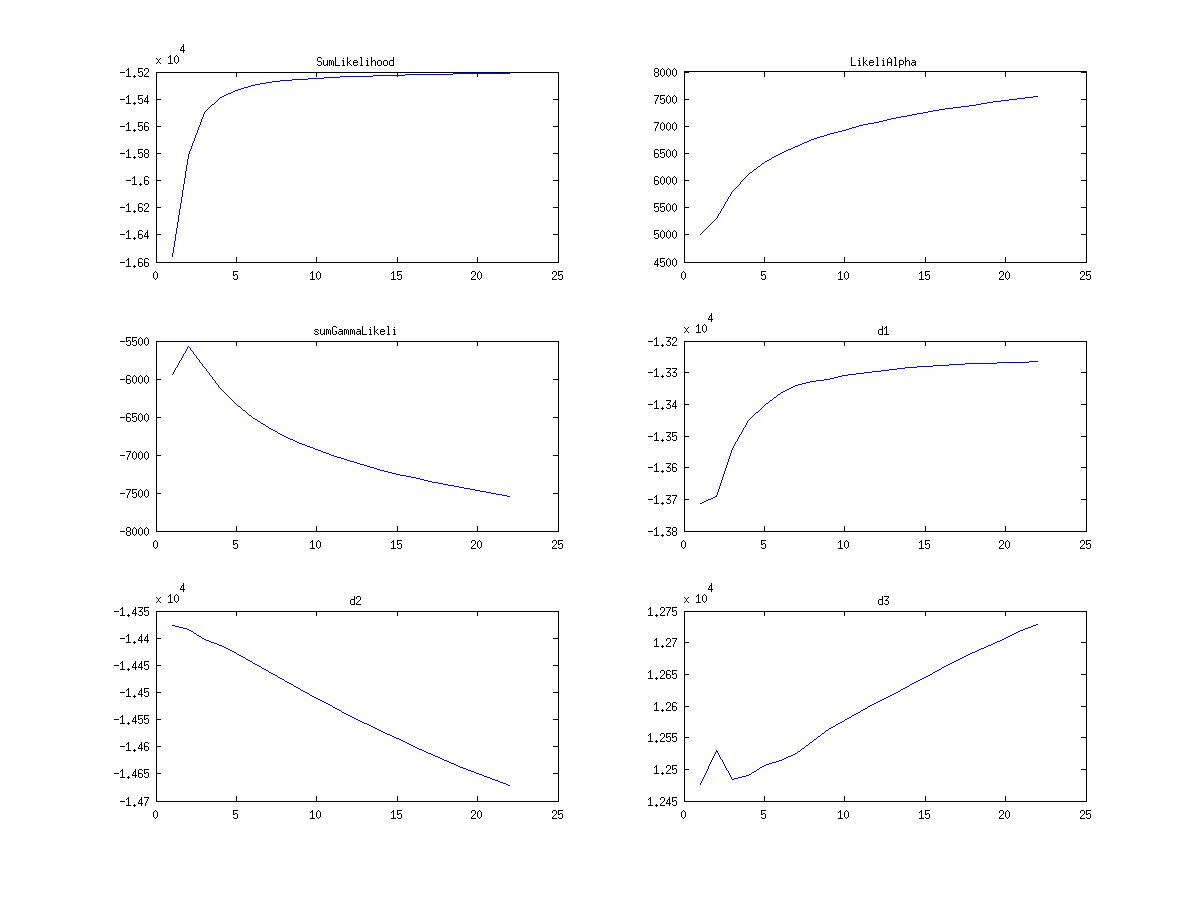 x 10^4
SumLikelihood
-1.52
-1.54
-1.56
-1.58
-1.6
-1.62
-1.64
-1.66
0 5 10 15 20 25
LikeliAlpha
8000
7500
7000
6500
6000
5500
5000
4500
0 5 10 15 20 25
sumGammaLikeli
-5500
-6000
-6500
-7000
-7500
-8000
0 5 10 15 20 25
x 10^4
d1
-1.32
-1.33
-1.34
-1.35
-1.36
-1.37
-1.38
0 5 10 15 20 25
x 10^4
d2
-1.435
-1.44
-1.445
-1.45
-1.455
-1.46
-1.465
-1.47
0 5 10 15 20 25
x 10^4
d3
1.275
1.27
1.265
1.26
1.255
1.25
1.245
0 5 10 15 20 25